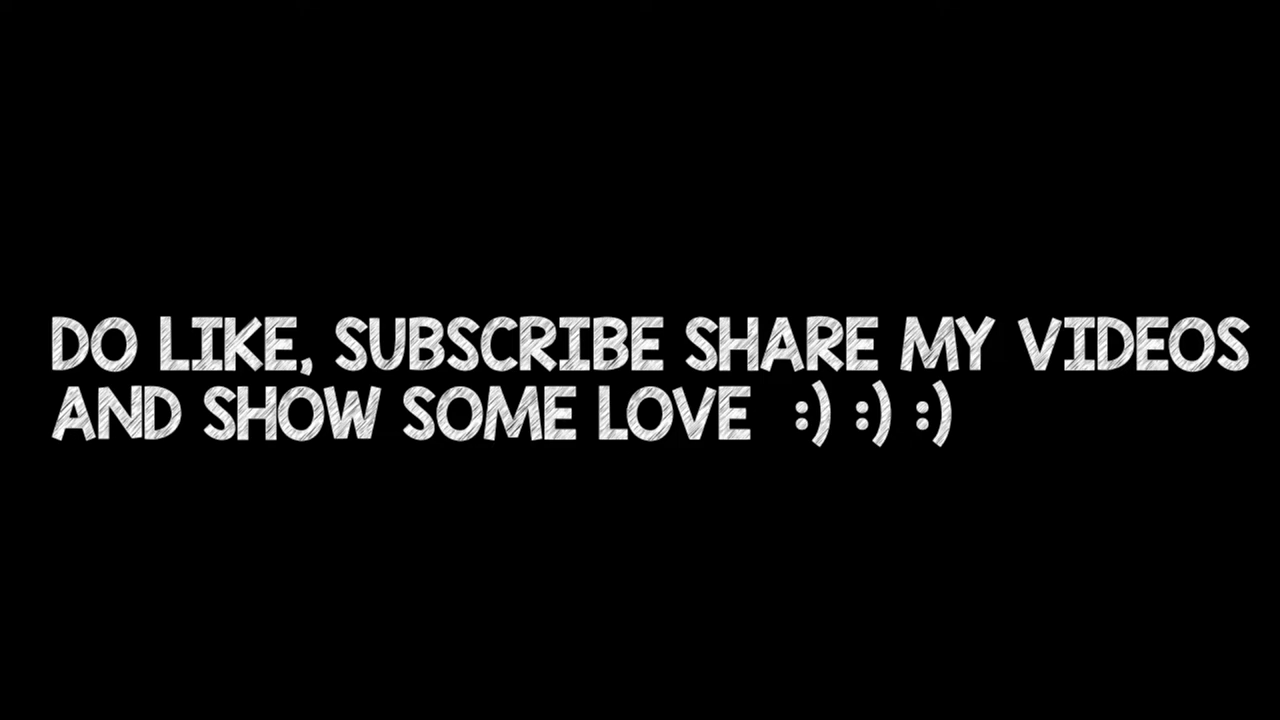 DO LIKE, SUBSCRIBE SHARE MY VIDEOS
AND SHOW SOME LOVE :) :) :)